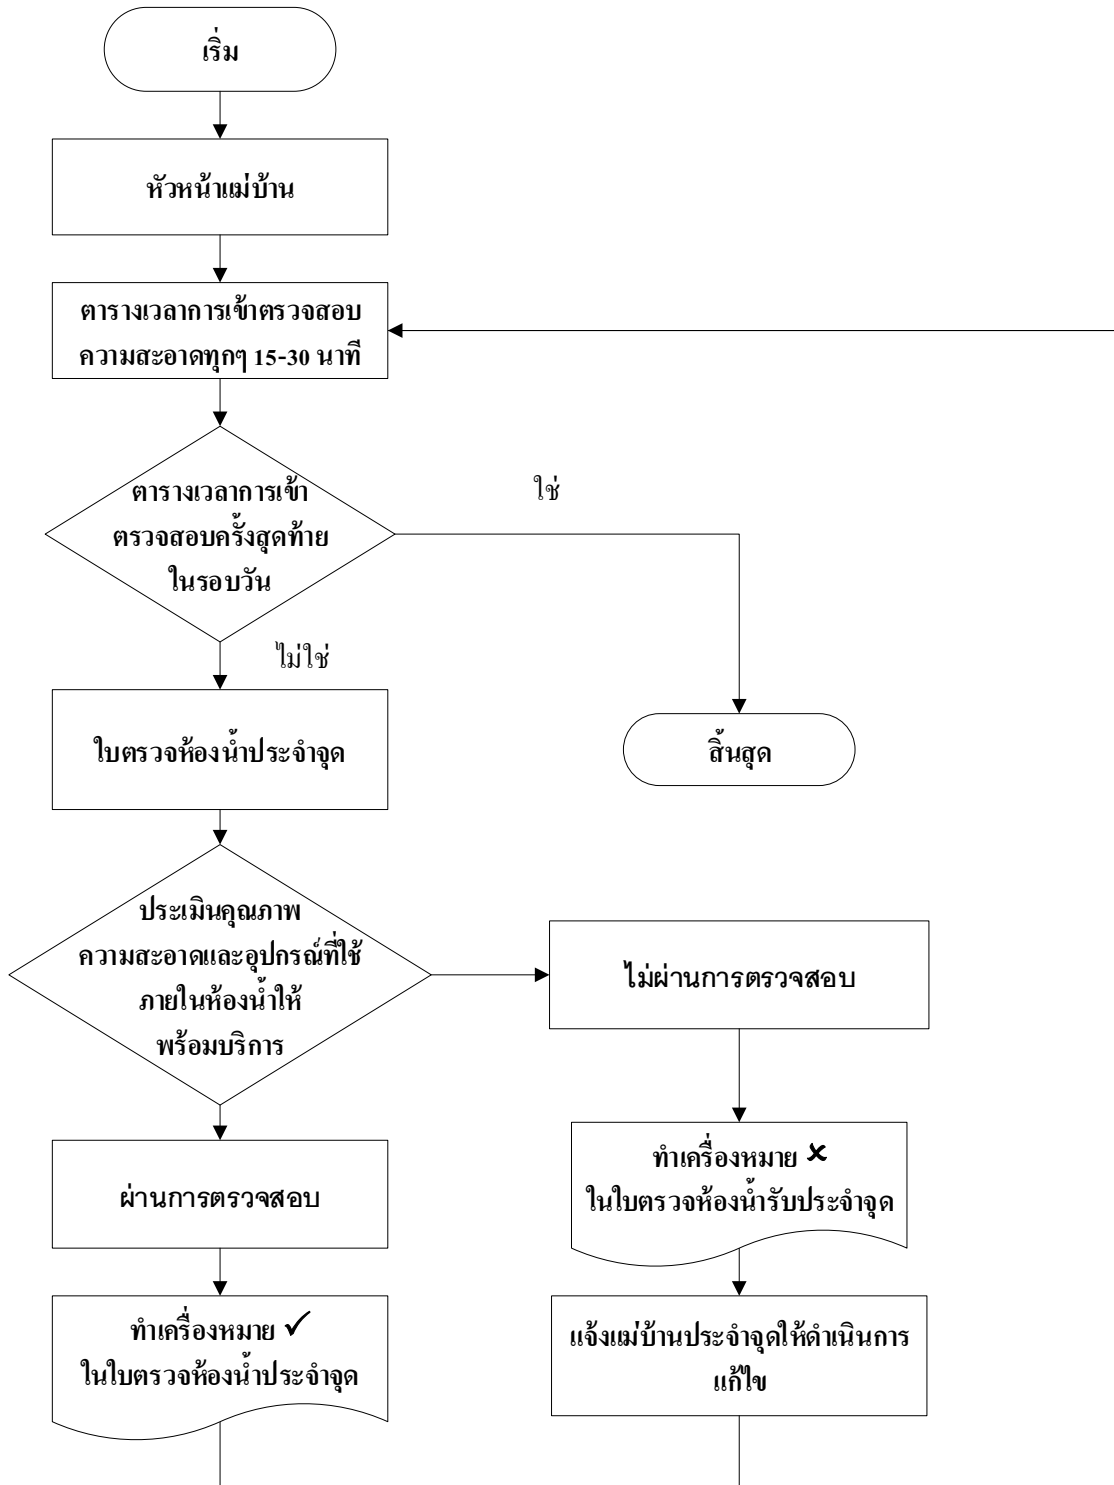 เริ่ม
หัวหน้าแม่บ้าน
ตารางเวลาการเข้าตรวจสอบ
ความสะอาดทุกๆ 15-30 นาที
ตารางเวลาการเข้า
ตรวจสอบครั้งสุดท้าย
ในรอบวัน
ใช่
ไม่ใช่
ใบตรวจห้องน้ำประจำจุด
สิ้นสุด
ประเมินคุณภาพ
ความสะอาดและอุปกรณ์ที่ใช้
ภายในห้องน้ำให้
พร้อมบริการ
ไม่ผ่านการตรวจสอบ
ผ่านการตรวจสอบ
ทำเครื่องหมาย ✗
ในใบตรวจห้องน้ำรับประจำจุด
ทำเครื่องหมาย ✓
ในใบตรวจห้องน้ำประจำจุด
แจ้งแม่บ้านประจำจุดให้ดำเนินการ
แก้ไข